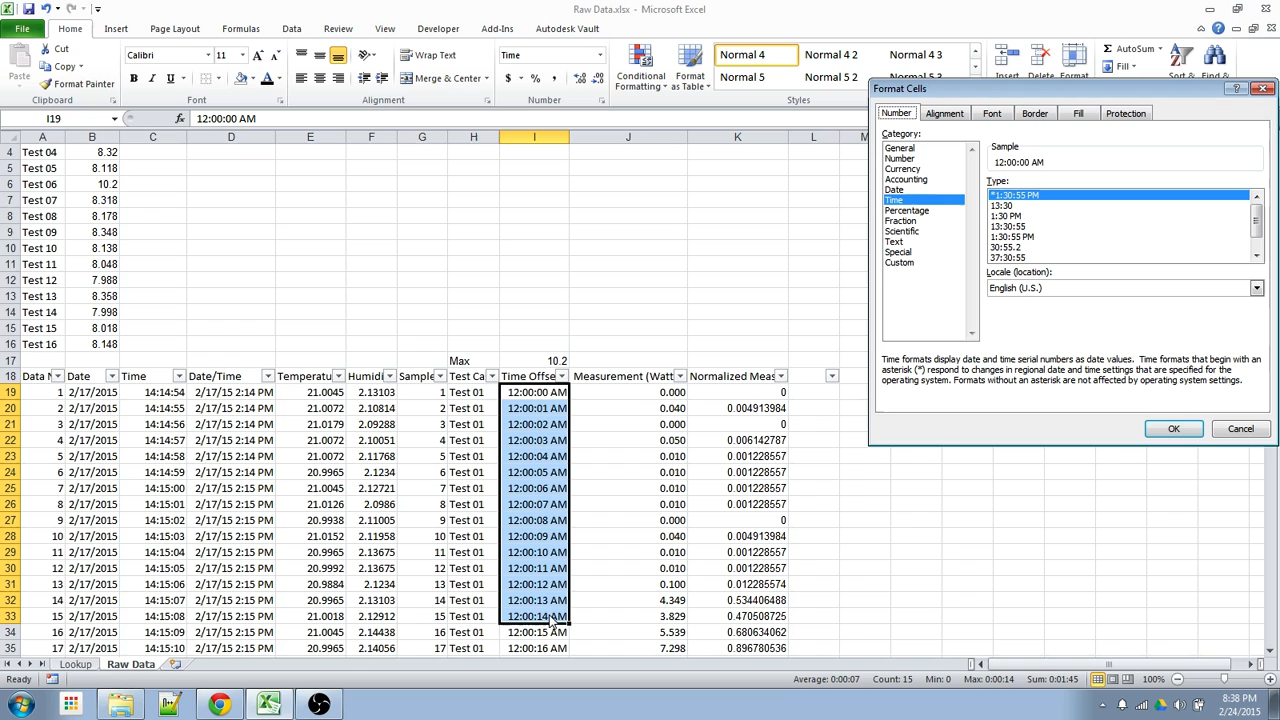 Raw Data.xlsx - Microsoft Excel
File Home Insert Page Layout Formulas Data Review View Developer Add-Ins Autodesk Vault
Paste Cut Copy Format Painter Calibri 11 Wrap Text Merge & Center Time Conditional Formatting Format as Table Normal 4 Normal 4 2 Normal 4 3 Normal 5 Normal 5 2 Normal 5 3 Insert Delete Format AutoSum Fill Sort &
Clipboard Font Alignment Number Styles
I19 fx 12:00:00 AM
A B C D E F G H I J K L M
4 Test 04 8.32
5 Test 05 8.118
6 Test 06 10.2
7 Test 07 8.318
8 Test 08 8.178
9 Test 09 8.348
10 Test 10 8.138
11 Test 11 8.048
12 Test 12 7.988
13 Test 13 8.358
14 Test 14 7.998
15 Test 15 8.018
16 Test 16 8.148
17 Max 10.2
18 Data N Date Time Date/Time Temperatu Humidi Sample Test Ca Time Offse Measurement (Watt Normalized Meas
19 1 2/17/2015 14:14:54 2/17/15 2:14 PM 21.0045 2.13103 1 Test 01 12:00:00 AM 0.000 0
20 2 2/17/2015 14:14:55 2/17/15 2:14 PM 21.0072 2.10814 2 Test 01 12:00:01 AM 0.040 0.004913984
21 3 2/17/2015 14:14:56 2/17/15 2:14 PM 21.0179 2.09288 3 Test 01 12:00:02 AM 0.000 0
22 4 2/17/2015 14:14:57 2/17/15 2:14 PM 21.0072 2.10051 4 Test 01 12:00:03 AM 0.050 0.006142787
23 5 2/17/2015 14:14:58 2/17/15 2:14 PM 21.0072 2.11768 5 Test 01 12:00:04 AM 0.010 0.001228557
24 6 2/17/2015 14:14:59 2/17/15 2:14 PM 20.9965 2.1234 6 Test 01 12:00:05 AM 0.010 0.001228557
25 7 2/17/2015 14:15:00 2/17/15 2:15 PM 21.0045 2.12721 7 Test 01 12:00:06 AM 0.010 0.001228557
26 8 2/17/2015 14:15:01 2/17/15 2:15 PM 21.0126 2.0986 8 Test 01 12:00:07 AM 0.010 0.001228557
27 9 2/17/2015 14:15:02 2/17/15 2:15 PM 20.9938 2.11005 9 Test 01 12:00:08 AM 0.000 0
28 10 2/17/2015 14:15:03 2/17/15 2:15 PM 21.0152 2.11958 10 Test 01 12:00:09 AM 0.040 0.004913984
29 11 2/17/2015 14:15:04 2/17/15 2:15 PM 20.9965 2.13675 11 Test 01 12:00:10 AM 0.010 0.001228557
30 12 2/17/2015 14:15:05 2/17/15 2:15 PM 20.9992 2.13675 12 Test 01 12:00:11 AM 0.010 0.001228557
31 13 2/17/2015 14:15:06 2/17/15 2:15 PM 20.9884 2.1234 13 Test 01 12:00:12 AM 0.100 0.012285574
32 14 2/17/2015 14:15:07 2/17/15 2:15 PM 20.9965 2.13103 14 Test 01 12:00:13 AM 4.349 0.534406488
33 15 2/17/2015 14:15:08 2/17/15 2:15 PM 21.0018 2.12912 15 Test 01 12:00:14 AM 3.829 0.470508725
34 16 2/17/2015 14:15:09 2/17/15 2:15 PM 21.0045 2.14438 16 Test 01 12:00:15 AM 5.539 0.680634062
35 17 2/17/2015 14:15:10 2/17/15 2:15 PM 20.9965 2.14056 17 Test 01 12:00:16 AM 7.298 0.896780536
Lookup Raw Data
Ready Average: 0:00:07 Count: 15 Min: 0 Max: 0:00:14 Sum: 0:01:45 100%
8:38 PM
2/24/2015
Format Cells
Number Alignment Font Border Fill Protection
Category:
General
Number
Currency
Accounting
Date
Time
Percentage
Fraction
Scientific
Text
Special
Custom
Sample
12:00:00 AM
Type:
*1:30:55 PM
13:30
1:30 PM
13:30:55
1:30:55 PM
30:55.2
37:30:55
Locale (location):
English (U.S.)
Time formats display date and time serial numbers as date values. Time formats that begin with an
asterisk (*) respond to changes in regional date and time settings that are specified for the
operating system. Formats without an asterisk are not affected by operating system settings.
OK Cancel